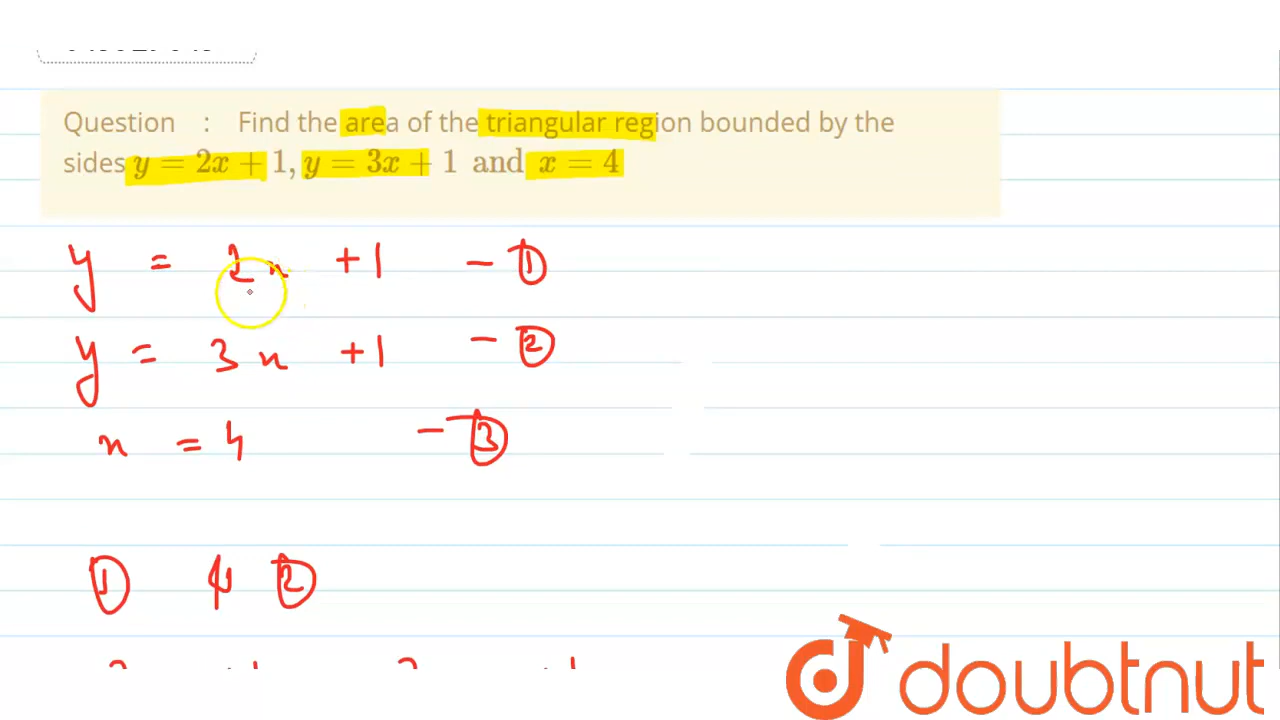 Question : Find the area of the triangular region bounded by the
sides y = 2x + 1, y = 3x + 1 and x = 4
y = 2x + 1 - ①
y = 3x + 1 - ②
x = 4 - ③
① & ②
doubtnut